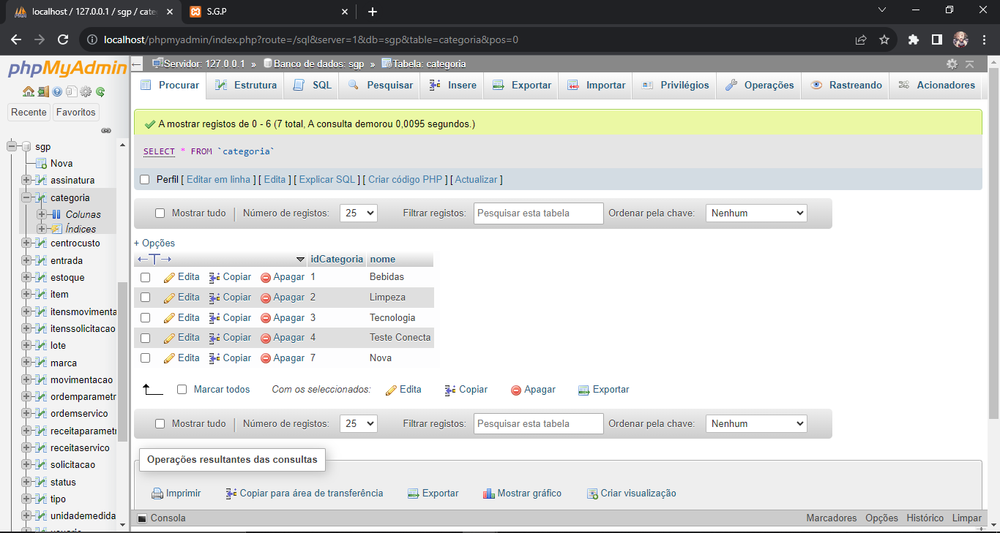 localhost / 127.0.0.1 / sgp / cate
S.G.P
localhost/phpmyadmin/index.php?route=/sql&server=1&db=sgp&table=categoria&pos=0
phpMyAdmin
Recente Favoritos
sgp
Nova
assinatura
categoria
Colunas
Índices
centrocusto
entrada
estoque
item
itensmovimenta
itenssolicitacao
lote
marca
movimentacao
ordemparametr
ordemservico
receitaparametr
receitaservico
solicitacao
status
tipo
unidademedida
usuario
Servidor: 127.0.0.1 » Banco de dados: sgp » Tabela: categoria
Procurar Estrutura SQL Pesquisar Insere Exportar Importar Privilégios Operações Rastreando Acionadores
A mostrar registos de 0 - 6 (7 total, A consulta demorou 0,0095 segundos.)
SELECT * FROM `categoria`
Perfil [ Editar em linha ] [ Edita ] [ Explicar SQL ] [ Criar código PHP ] [ Actualizar ]
Mostrar tudo | Número de registos: 25 Filtrar registos: Pesquisar esta tabela Ordenar pela chave: Nenhum
+ Opções
idCategoria nome
Edita Copiar Apagar 1 Bebidas
Edita Copiar Apagar 2 Limpeza
Edita Copiar Apagar 3 Tecnologia
Edita Copiar Apagar 4 Teste Conecta
Edita Copiar Apagar 7 Nova
Marcar todos Com os seleccionados: Edita Copiar Apagar Exportar
Mostrar tudo | Número de registos: 25 Filtrar registos: Pesquisar esta tabela Ordenar pela chave: Nenhum
Operações resultantes das consultas
Imprimir Copiar para área de transferência Exportar Mostrar gráfico Criar visualização
Consola Marcadores Opções Histórico Limpar